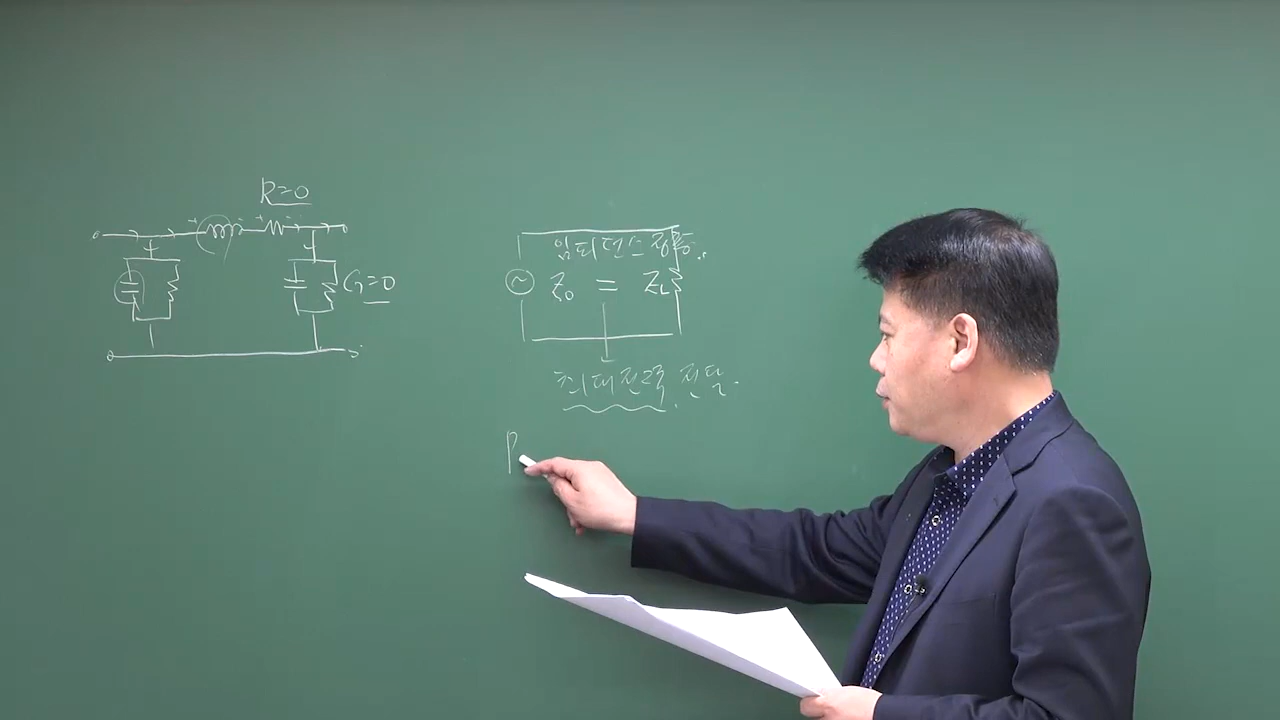 R=0
G=0
임피던스 정합.
Z₀ = Z_L
최대전력 전달.
P